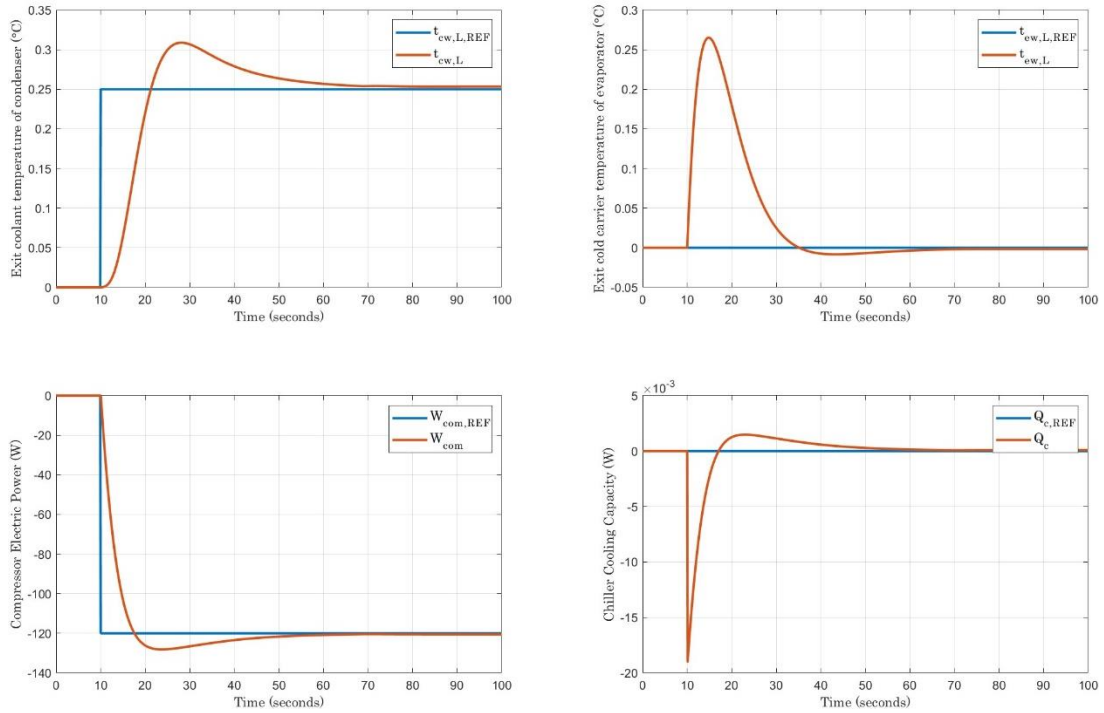 Exit coolant temperature of condenser (°C)
0.35
0.3
0.25
0.2
0.15
0.1
0.05
0
0 10 20 30 40 50 60 70 80 90 100
Time (seconds)
t_cw,L,REF
t_cw,L
Exit cold carrier temperature of evaporator (°C)
0.3
0.25
0.2
0.15
0.1
0.05
0
-0.05
0 10 20 30 40 50 60 70 80 90 100
Time (seconds)
t_ew,L,REF
t_ew,L
Compressor Electric Power (W)
0
-20
-40
-60
-80
-100
-120
-140
0 10 20 30 40 50 60 70 80 90 100
Time (seconds)
W_com,REF
W_com
Chiller Cooling Capacity (W)
×10^-3
5
0
-5
-10
-15
-20
0 10 20 30 40 50 60 70 80 90 100
Time (seconds)
Q_c,REF
Q_c